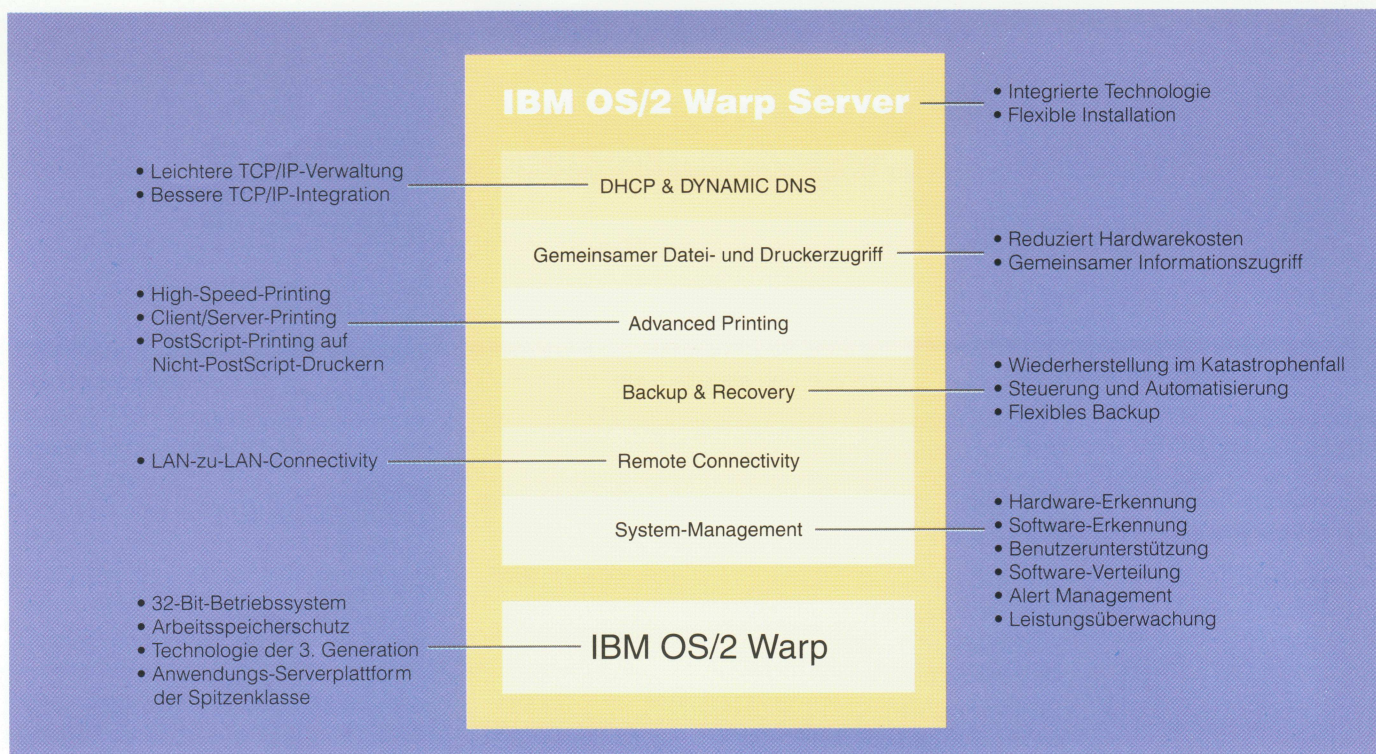 IBM OS/2 Warp Server
• Integrierte Technologie
• Flexible Installation
• Leichtere TCP/IP-Verwaltung
• Bessere TCP/IP-Integration
DHCP & DYNAMIC DNS
Gemeinsamer Datei- und Druckerzugriff
• Reduziert Hardwarekosten
• Gemeinsamer Informationszugriff
• High-Speed-Printing
• Client/Server-Printing
• PostScript-Printing auf
Nicht-PostScript-Druckern
Advanced Printing
Backup & Recovery
• Wiederherstellung im Katastrophenfall
• Steuerung und Automatisierung
• Flexibles Backup
• LAN-zu-LAN-Connectivity
Remote Connectivity
System-Management
• Hardware-Erkennung
• Software-Erkennung
• Benutzerunterstützung
• Software-Verteilung
• Alert Management
• Leistungsüberwachung
• 32-Bit-Betriebssystem
• Arbeitsspeicherschutz
• Technologie der 3. Generation
• Anwendungs-Serverplattform
der Spitzenklasse
IBM OS/2 Warp